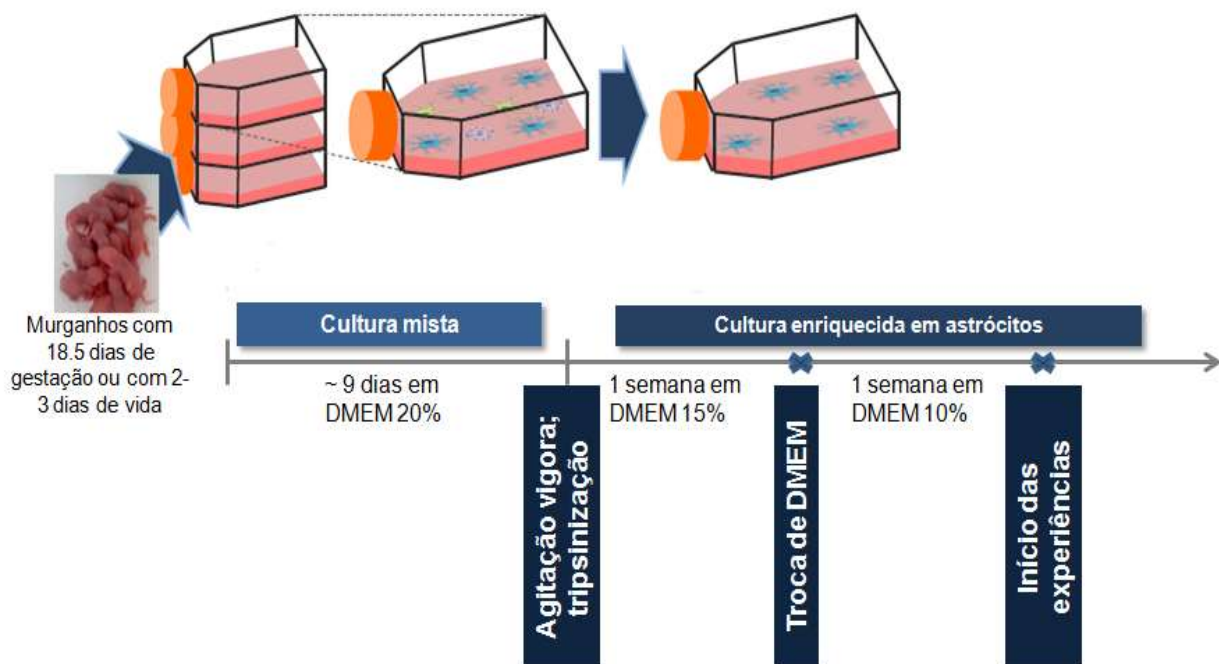 Murganhos com
18.5 dias de
gestação ou com 2-
3 dias de vida
Cultura mista
Cultura enriquecida em astrócitos
~ 9 dias em
DMEM 20%
1 semana em
DMEM 15%
1 semana em
DMEM 10%
Agitação vigora;
tripsinização
Troca de DMEM
Início das
experiências